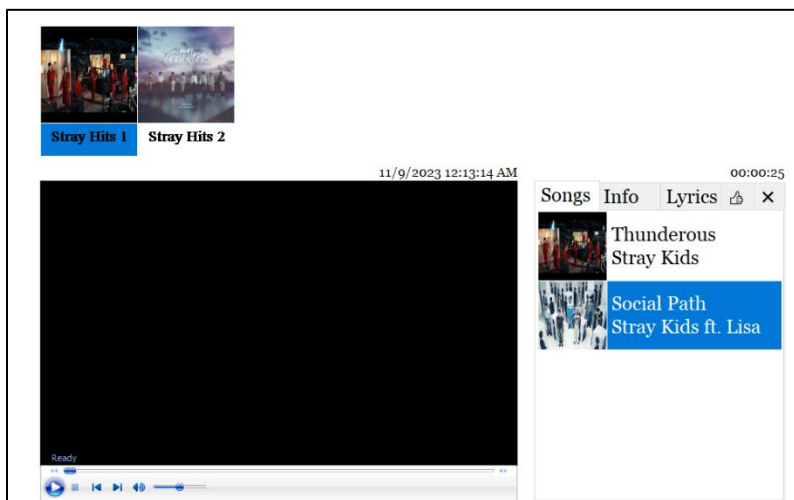 Stray Hits 1
Stray Hits 2
11/9/2023 12:13:14 AM
00:00:25
Songs Info Lyrics
Thunderous
Stray Kids
Social Path
Stray Kids ft. Lisa
Ready